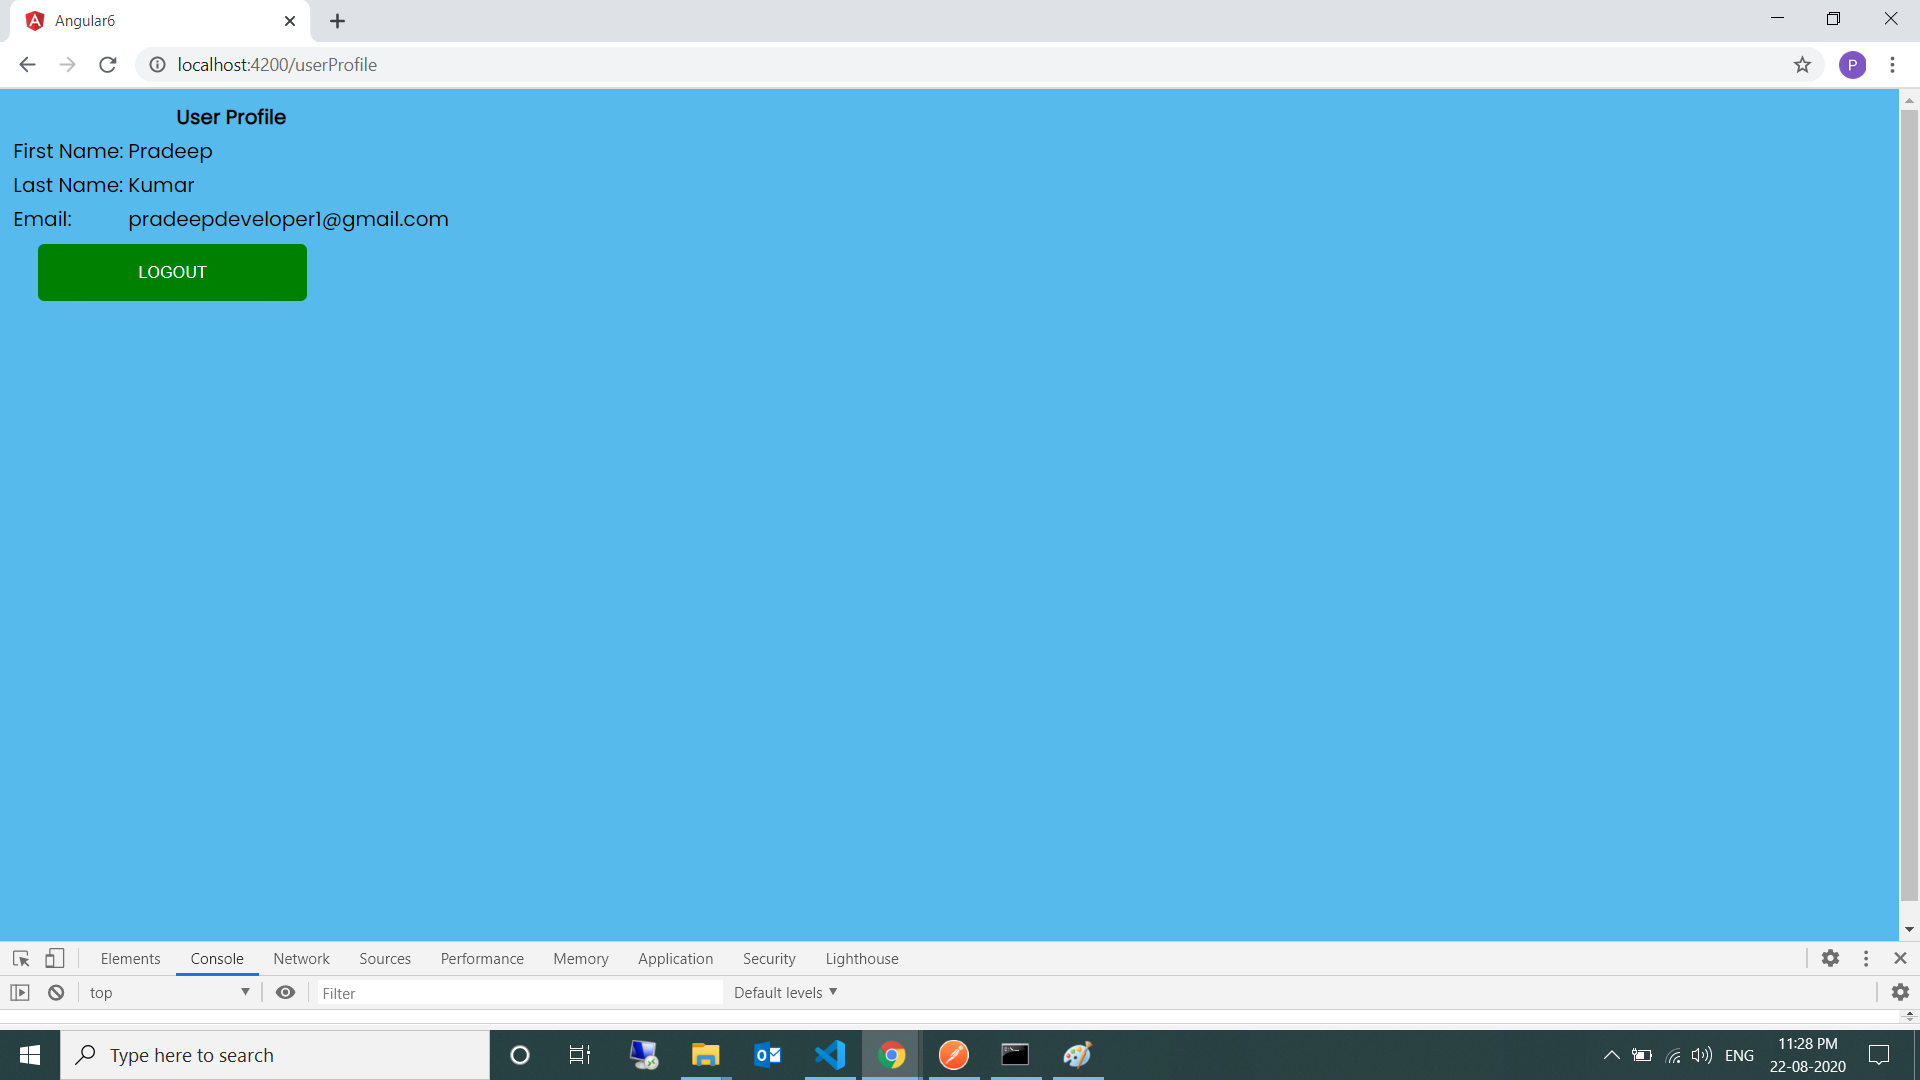 Angular6
localhost:4200/userProfile
P
User Profile
First Name: Pradeep
Last Name: Kumar
Email: pradeepdeveloper1@gmail.com
LOGOUT
Elements Console Network Sources Performance Memory Application Security Lighthouse
top Filter Default levels
Type here to search
ENG
11:28 PM
22-08-2020